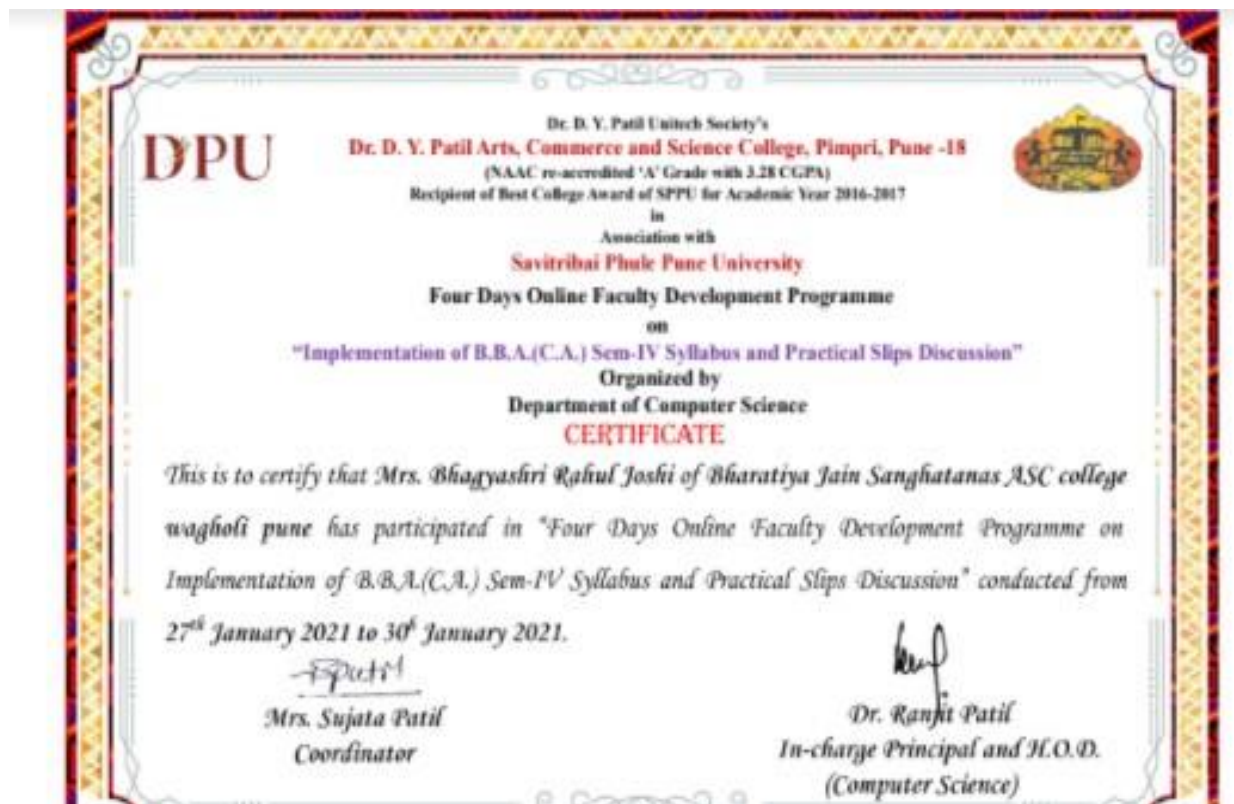 DPU
Dr. D. Y. Patil Unitech Society's
Dr. D. Y. Patil Arts, Commerce and Science College, Pimpri, Pune -18
(NAAC re-accredited 'A' Grade with 3.28 CGPA)
Recipient of Best College Award of SPPU for Academic Year 2016-2017
in
Association with
Savitribai Phule Pune University
Four Days Online Faculty Development Programme
on
"Implementation of B.B.A.(C.A.) Sem-IV Syllabus and Practical Slips Discussion"
Organized by
Department of Computer Science
CERTIFICATE
This is to certify that Mrs. Bhagyashri Rahul Joshi of Bharatiya Jain Sanghatanas ASC college
wagholi pune has participated in "Four Days Online Faculty Development Programme on
Implementation of B.B.A.(C.A.) Sem-IV Syllabus and Practical Slips Discussion" conducted from
27th January 2021 to 30th January 2021.
Mrs. Sujata Patil
Coordinator
Dr. Ranjit Patil
In-charge Principal and H.O.D.
(Computer Science)